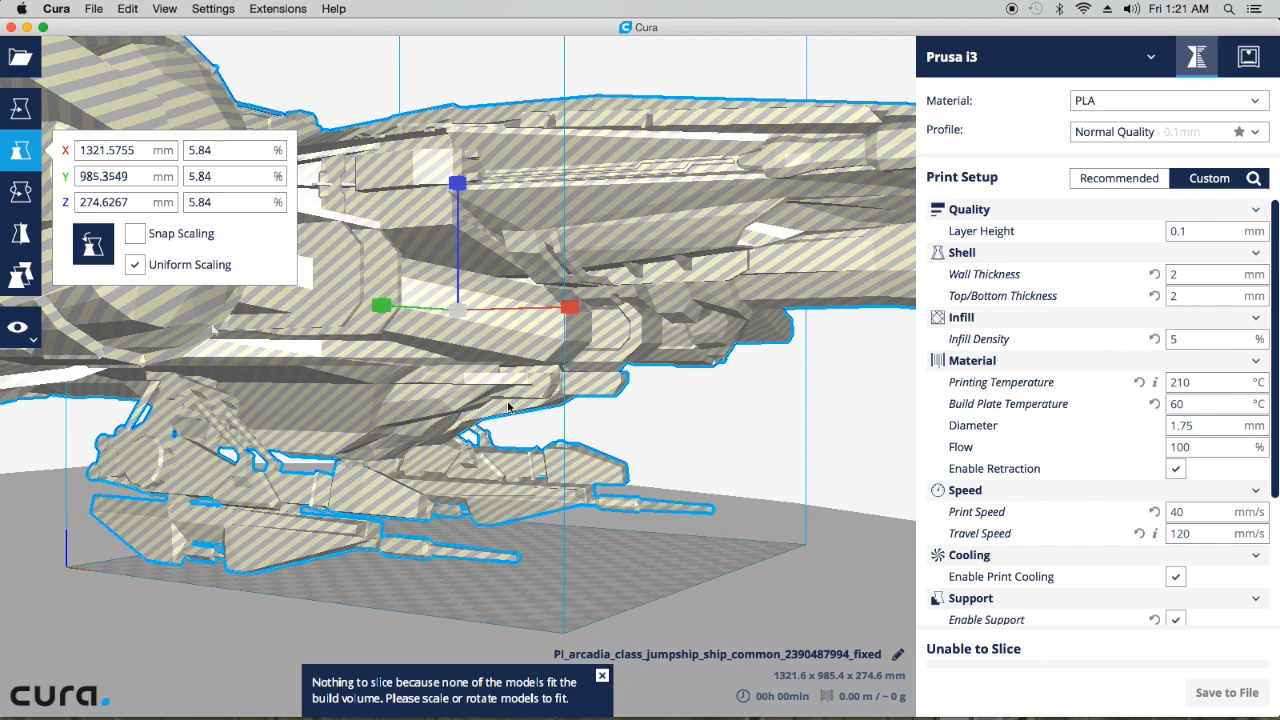 Cura File Edit View Settings Extensions Help Fri 1:21 AM
Cura
Prusa i3
Material: PLA
Profile: Normal Quality - 0.1mm
Print Setup Recommended Custom
Quality
Layer Height 0.1 mm
Shell
Wall Thickness 2 mm
Top/Bottom Thickness 2 mm
Infill
Infill Density 5 %
Material
Printing Temperature i 210 °C
Build Plate Temperature 60 °C
Diameter 1.75 mm
Flow 100 %
Enable Retraction
Speed
Print Speed 40 mm/s
Travel Speed i 120 mm/s
Cooling
Enable Print Cooling
Support
Enable Support
Unable to Slice
Save to File
X 1321.5755 mm 5.84 %
Y 985.3549 mm 5.84 %
Z 274.6267 mm 5.84 %
Snap Scaling
Uniform Scaling
PI_arcadia_class_jumpship_ship_common_2390487994_fixed
1321.6 x 985.4 x 274.6 mm
00h 00min 0.00 m / ~ 0 g
Nothing to slice because none of the models fit the
build volume. Please scale or rotate models to fit.
cura.